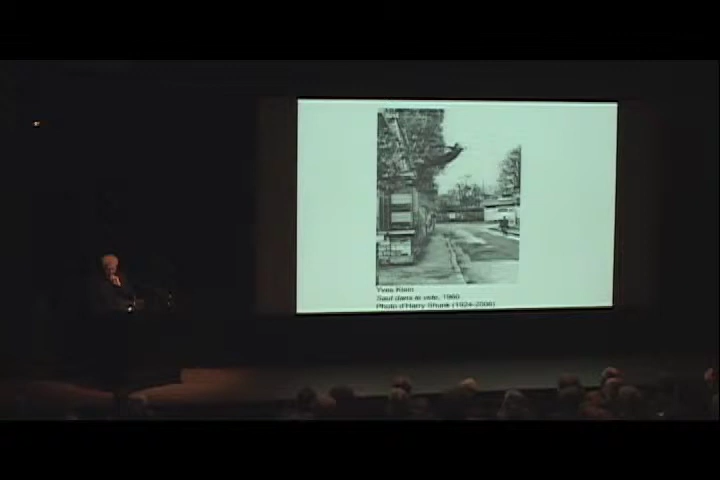 Yves Klein
Saut dans le vide, 1960
Photo d'Harry Shunk (1924-2006)